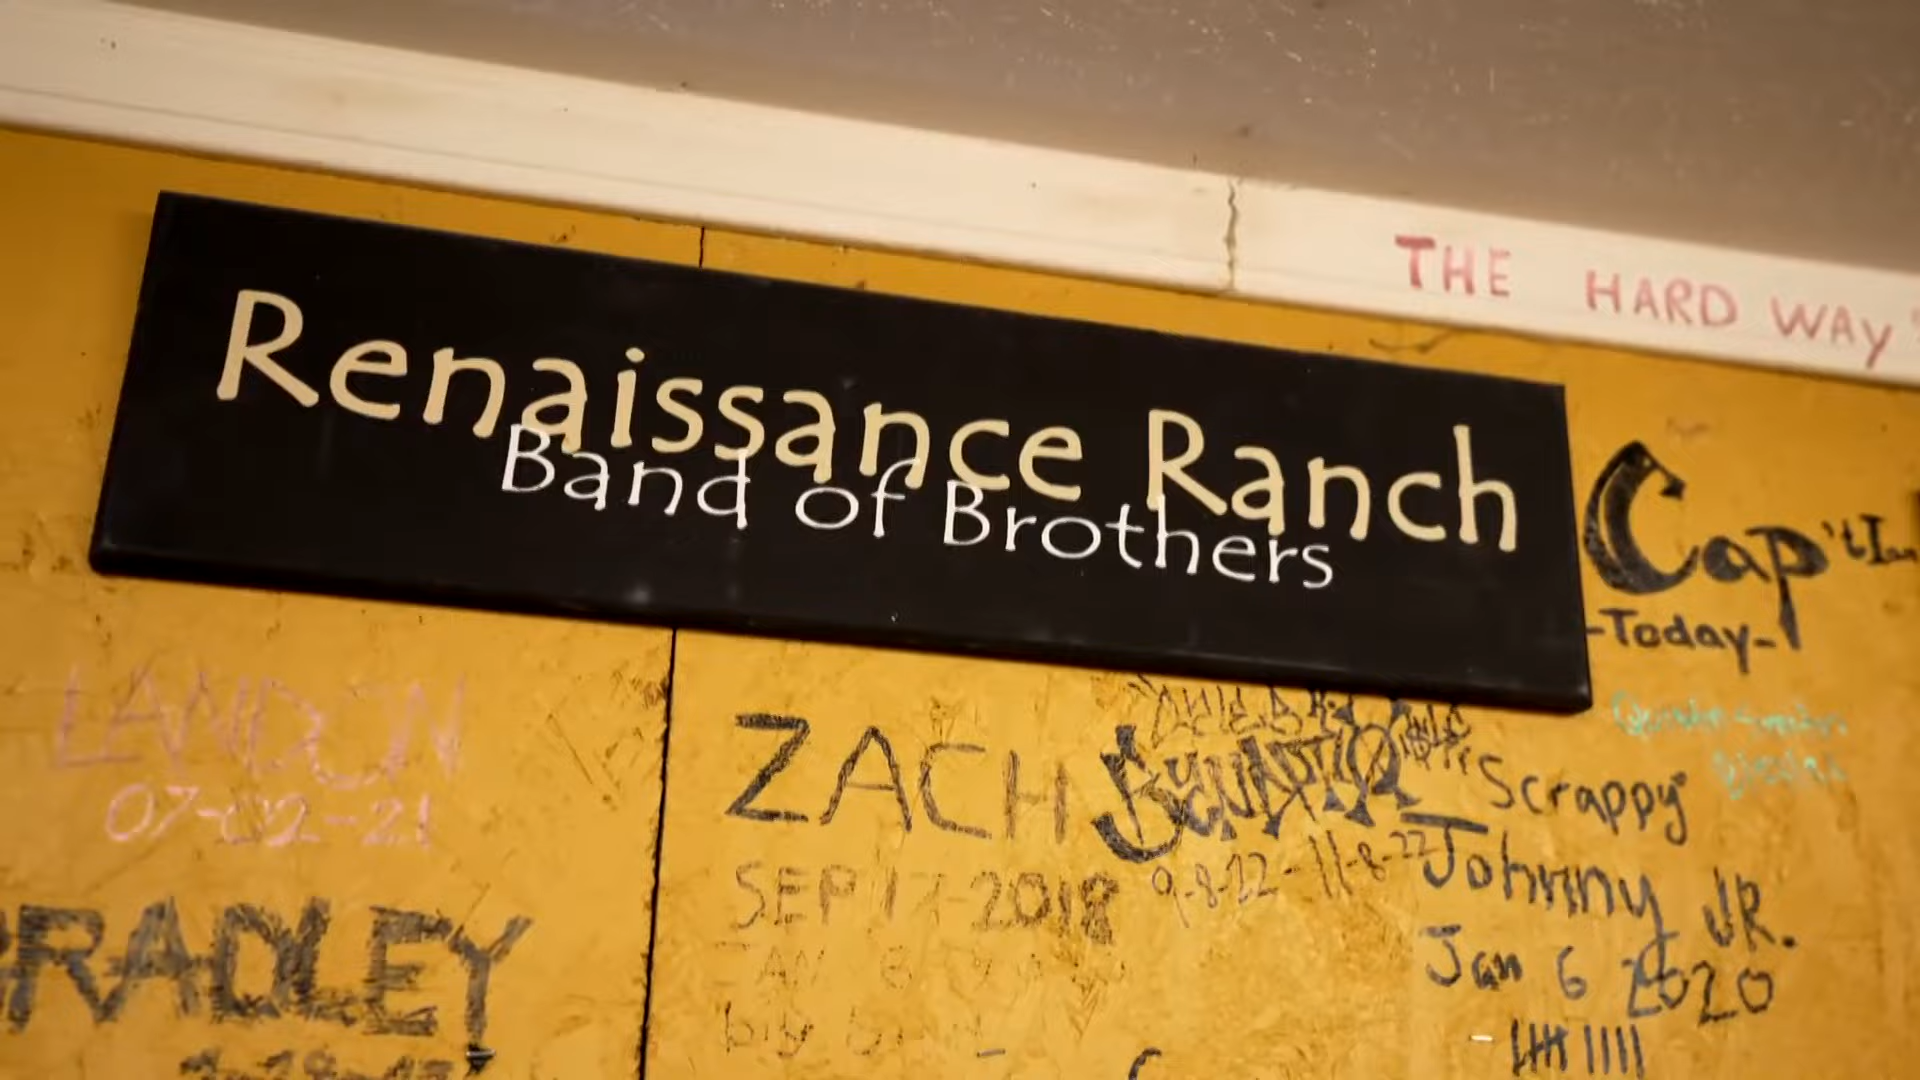 THE HARD WAY
Renaissance Ranch
Band of Brothers
Cap't Ian
-Today-
LANDON
07-02-21
ZACH
SEP 17-2018
9-8-22-11-8-22
"Scrappy"
Johnny JR.
Jan 6 2020
BRADLEY